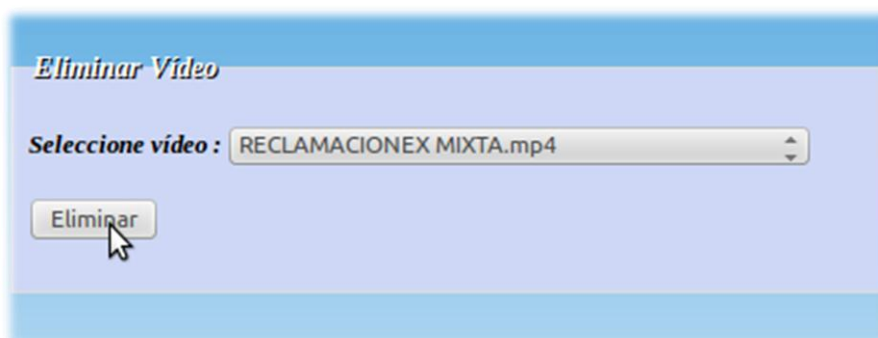 Eliminar Vídeo
Seleccione vídeo : RECLAMACIONEX MIXTA.mp4
Eliminar